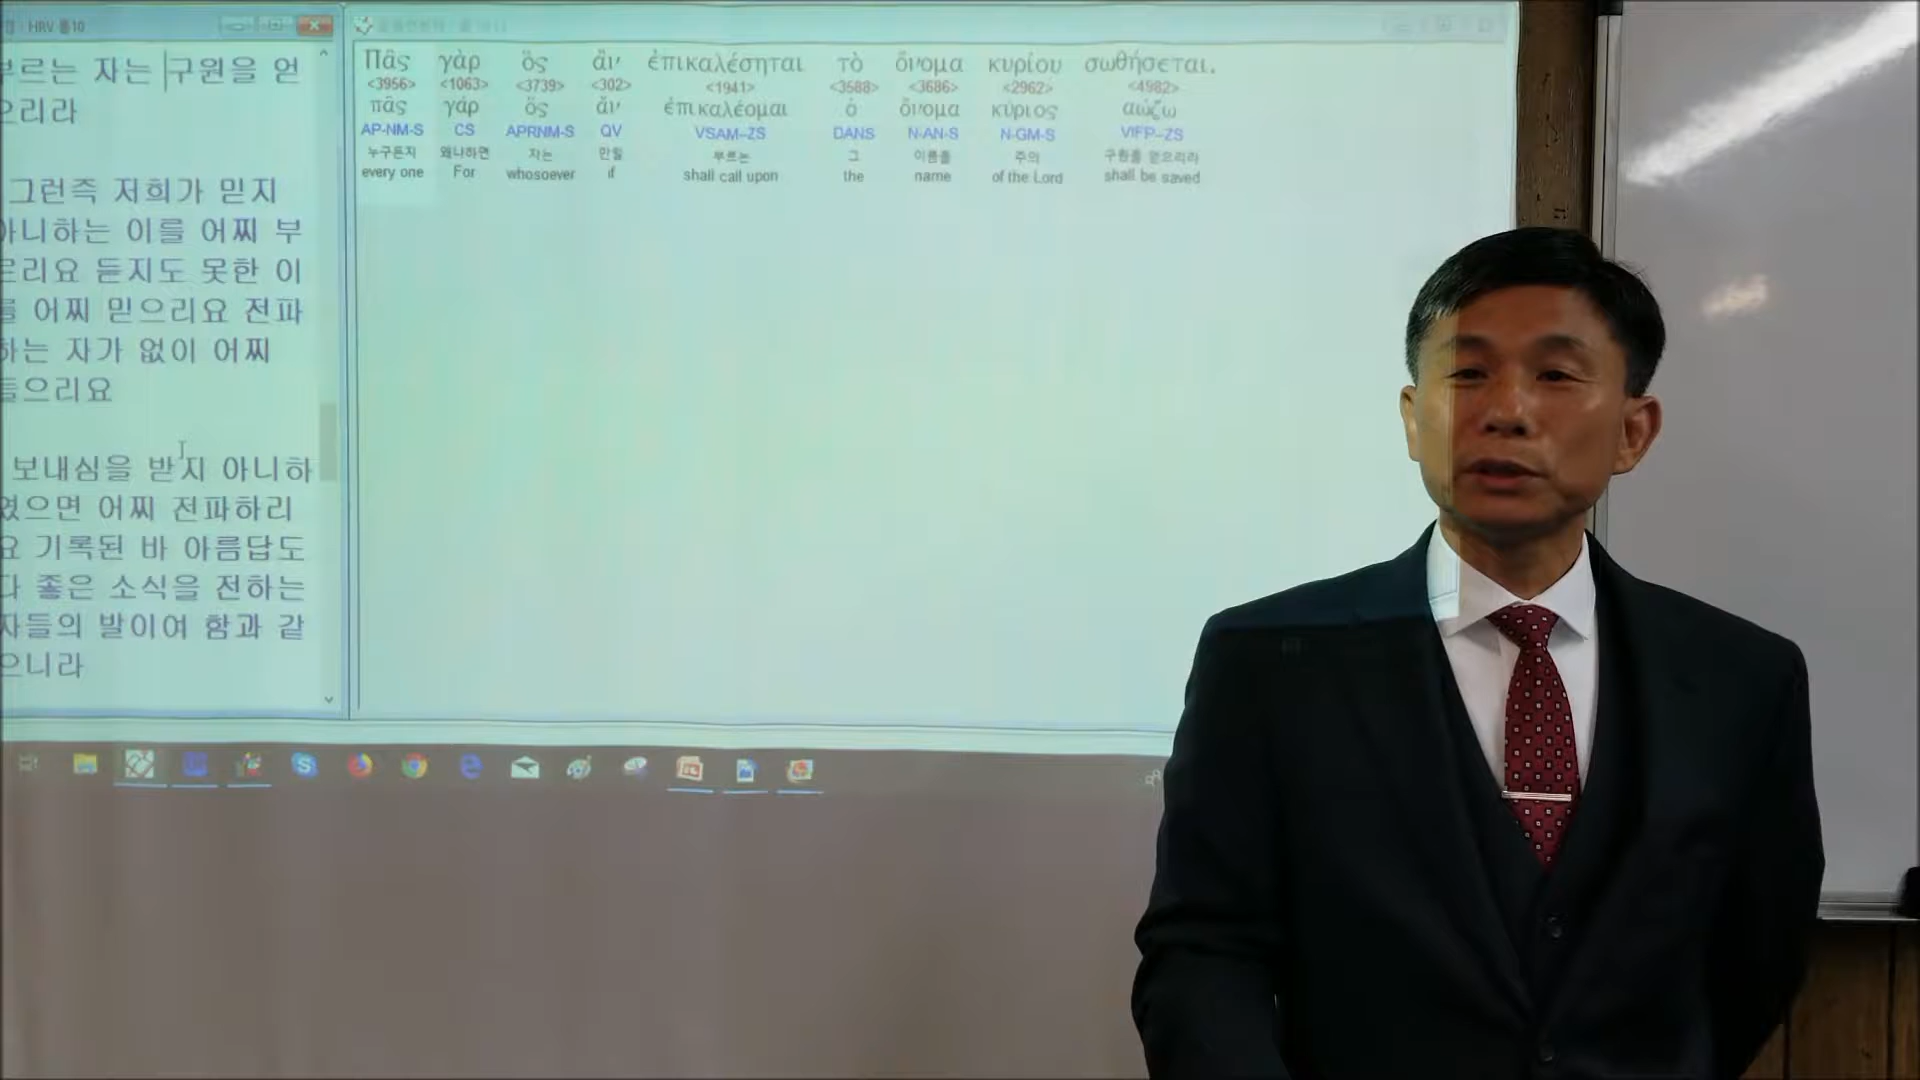 HRV 롬10
부르는 자는 구원을 얻
으리라
그런즉 저희가 믿지
아니하는 이를 어찌 부
르리요 듣지도 못한 이
를 어찌 믿으리요 전파
하는 자가 없이 어찌
들으리요
보내심을 받지 아니하
였으면 어찌 전파하리
요 기록된 바 아름답도
다 좋은 소식을 전하는
자들의 발이여 함과 같
으니라
Πᾶς γὰρ ὃς ἂν ἐπικαλέσηται τὸ ὄνομα κυρίου σωθήσεται.
<3956> <1063> <3739> <302> <1941> <3588> <3686> <2962> <4982>
πᾶς γάρ ὅς ἄν ἐπικαλέομαι ὁ ὄνομα κύριος σώζω
AP-NM-S CS APRNM-S QV VSAM--ZS DANS N-AN-S N-GM-S VIFP--ZS
누구든지 왜나하면 자는 만일 부르는 그 이름을 주의 구원를 얻으리라
every one For whosoever if shall call upon the name of the Lord shall be saved